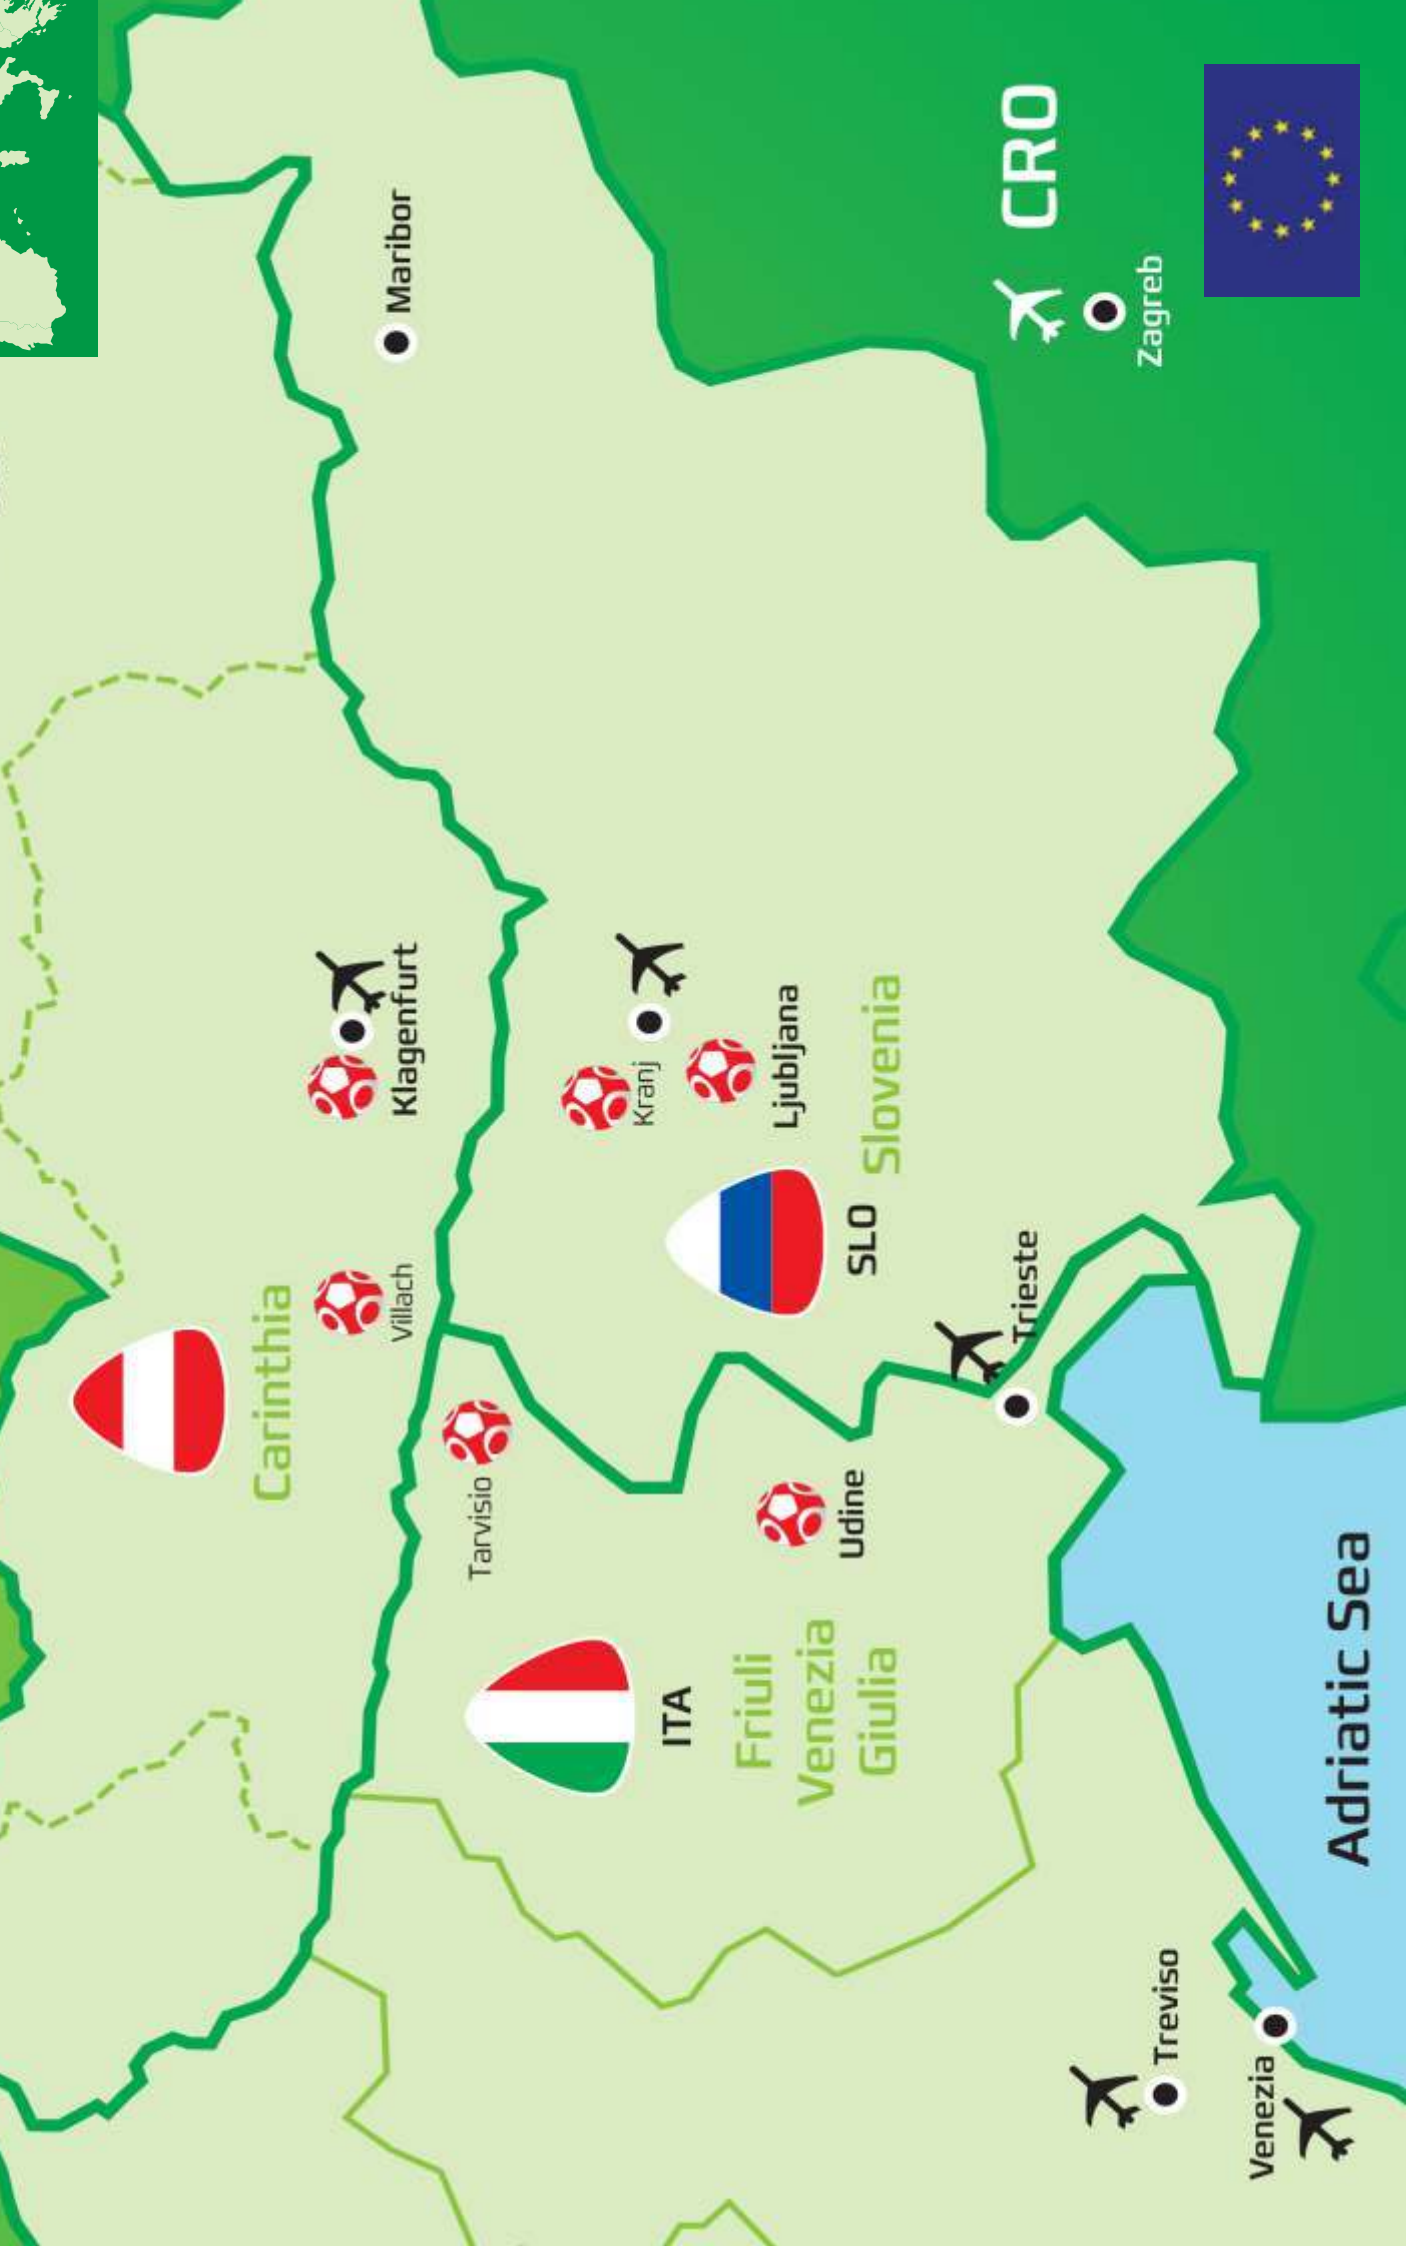 Carinthia
Villach
Klagenfurt
Maribor
Tarvisio
Kranj
Ljubljana
SLO
Slovenia
ITA
Friuli
Venezia
Giulia
Udine
Trieste
CRO
Zagreb
Treviso
Venezia
Adriatic Sea